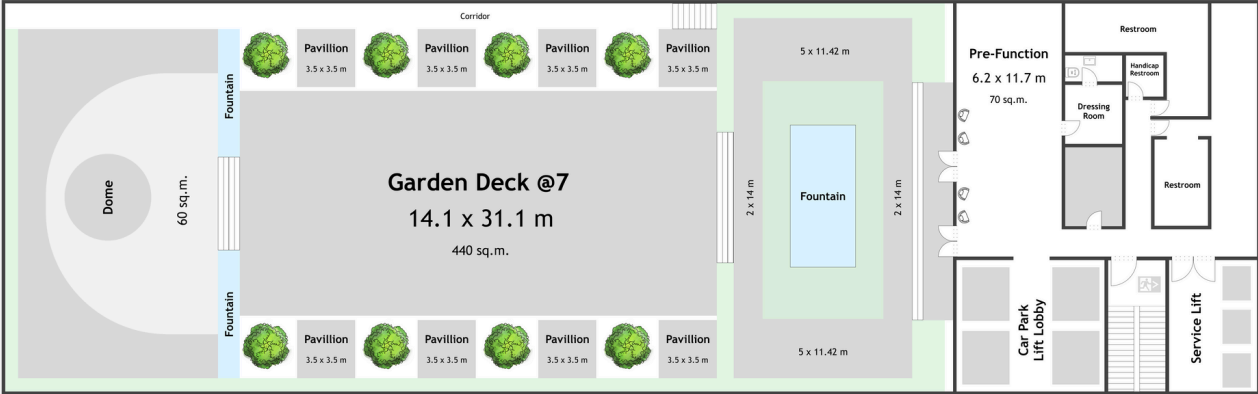 Corridor
Pavillion
3.5 x 3.5 m
Pavillion
3.5 x 3.5 m
Pavillion
3.5 x 3.5 m
Pavillion
3.5 x 3.5 m
Fountain
Dome
60 sq.m.
Fountain
Garden Deck @7
14.1 x 31.1 m
440 sq.m.
Pavillion
3.5 x 3.5 m
Pavillion
3.5 x 3.5 m
Pavillion
3.5 x 3.5 m
Pavillion
3.5 x 3.5 m
5 x 11.42 m
2 x 14 m
Fountain
2 x 14 m
5 x 11.42 m
Pre-Function
6.2 x 11.7 m
70 sq.m.
Restroom
Handicap
Restroom
Dressing
Room
Restroom
Car Park
Lift Lobby
Service Lift